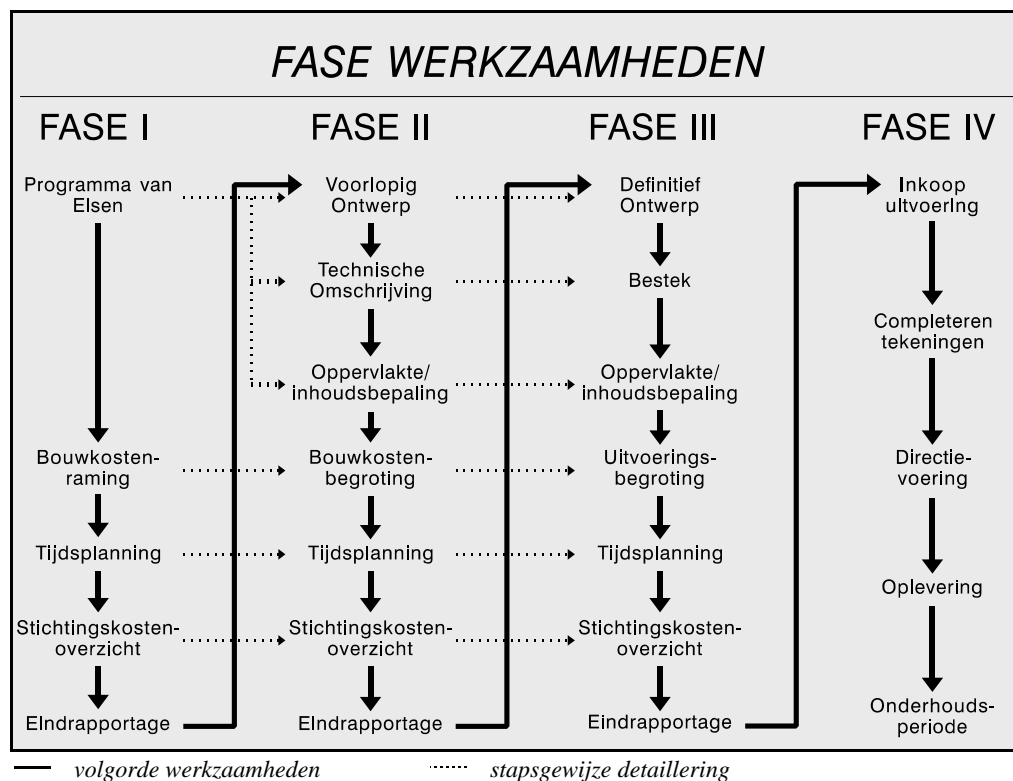 FASE WERKZAAMHEDEN
FASE I
Programma van
Elsen
Bouwkosten-
raming
Tijdsplanning
Stichtingskosten-
overzicht
EIndrapportage
FASE II
Voorlopig
Ontwerp
Technische
Omschrijving
Oppervlakte/
inhoudsbepaling
Bouwkosten-
begroting
Tijdsplanning
Stichtingskosten-
overzicht
EIndrapportage
FASE III
Definitief
Ontwerp
Bestek
Oppervlakte/
inhoudsbepaling
Uitvoerings-
begroting
Tijdsplanning
Stichtingskosten-
overzicht
Eindrapportage
FASE IV
Inkoop
uItvoerIng
Completeren
tekeningen
Directie-
voering
Oplevering
Onderhouds-
periode
volgorde werkzaamheden
stapsgewijze detaillering